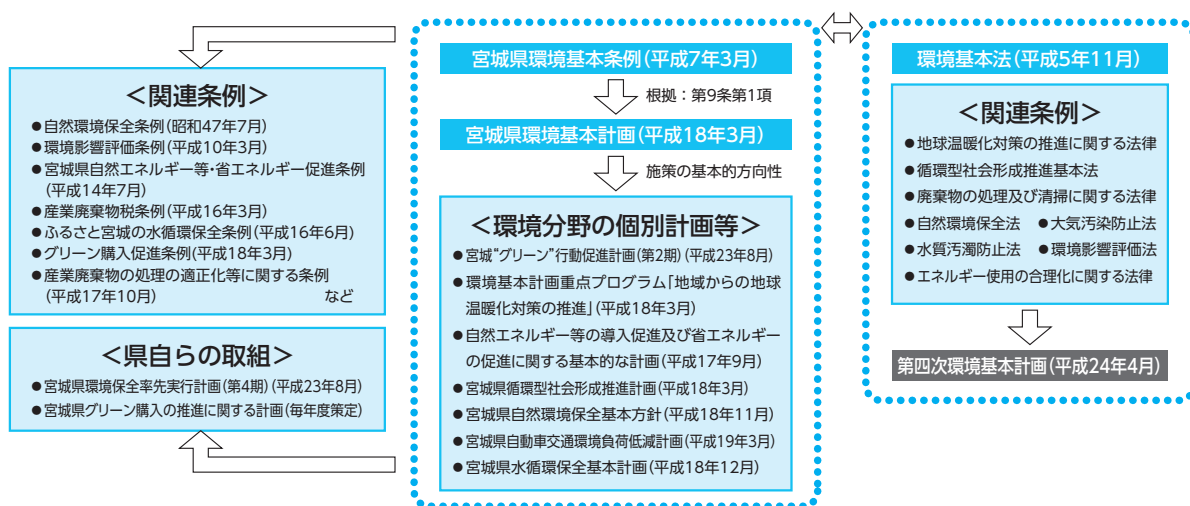 <関連条例>
●自然環境保全条例(昭和47年7月)
●環境影響評価条例(平成10年3月)
●宮城県自然エネルギー等・省エネルギー促進条例
(平成14年7月)
●産業廃棄物税条例(平成16年3月)
●ふるさと宮城の水循環保全条例(平成16年6月)
●グリーン購入促進条例(平成18年3月)
●産業廃棄物の処理の適正化等に関する条例
(平成17年10月) など
<県自らの取組>
●宮城県環境保全率先実行計画(第4期)(平成23年8月)
●宮城県グリーン購入の推進に関する計画(毎年度策定)
宮城県環境基本条例(平成7年3月)
根拠：第9条第1項
宮城県環境基本計画(平成18年3月)
施策の基本的方向性
<環境分野の個別計画等>
●宮城“グリーン”行動促進計画(第2期)(平成23年8月)
●環境基本計画重点プログラム「地域からの地球
温暖化対策の推進」(平成18年3月)
●自然エネルギー等の導入促進及び省エネルギー
の促進に関する基本的な計画(平成17年9月)
●宮城県循環型社会形成推進計画(平成18年3月)
●宮城県自然環境保全基本方針(平成18年11月)
●宮城県自動車交通環境負荷低減計画(平成19年3月)
●宮城県水循環保全基本計画(平成18年12月)
環境基本法(平成5年11月)
<関連条例>
●地球温暖化対策の推進に関する法律
●循環型社会形成推進基本法
●廃棄物の処理及び清掃に関する法律
●自然環境保全法 ●大気汚染防止法
●水質汚濁防止法 ●環境影響評価法
●エネルギー使用の合理化に関する法律
第四次環境基本計画(平成24年4月)